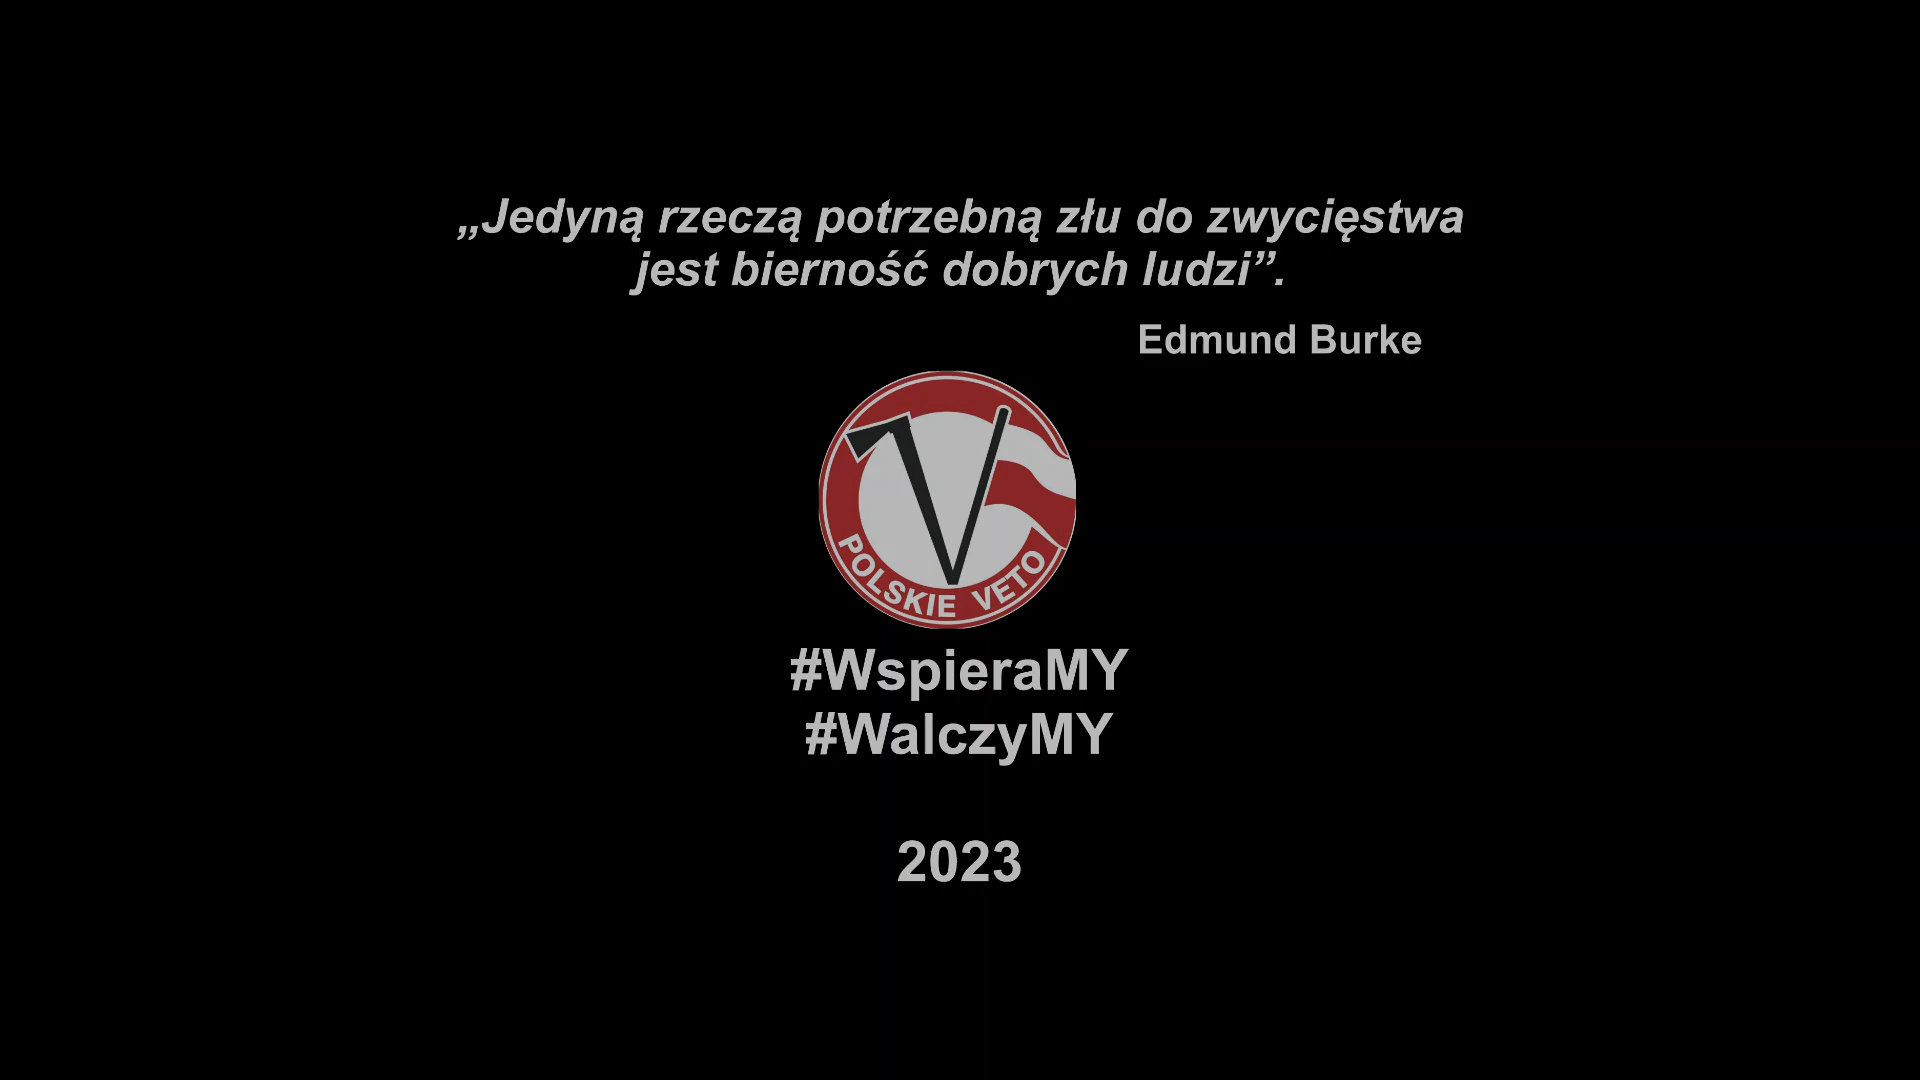 „Jedyną rzeczą potrzebną złu do zwycięstwa
jest bierność dobrych ludzi”.
Edmund Burke
POLSKIE VETO
#WspieraMY
#WalczyMY
2023